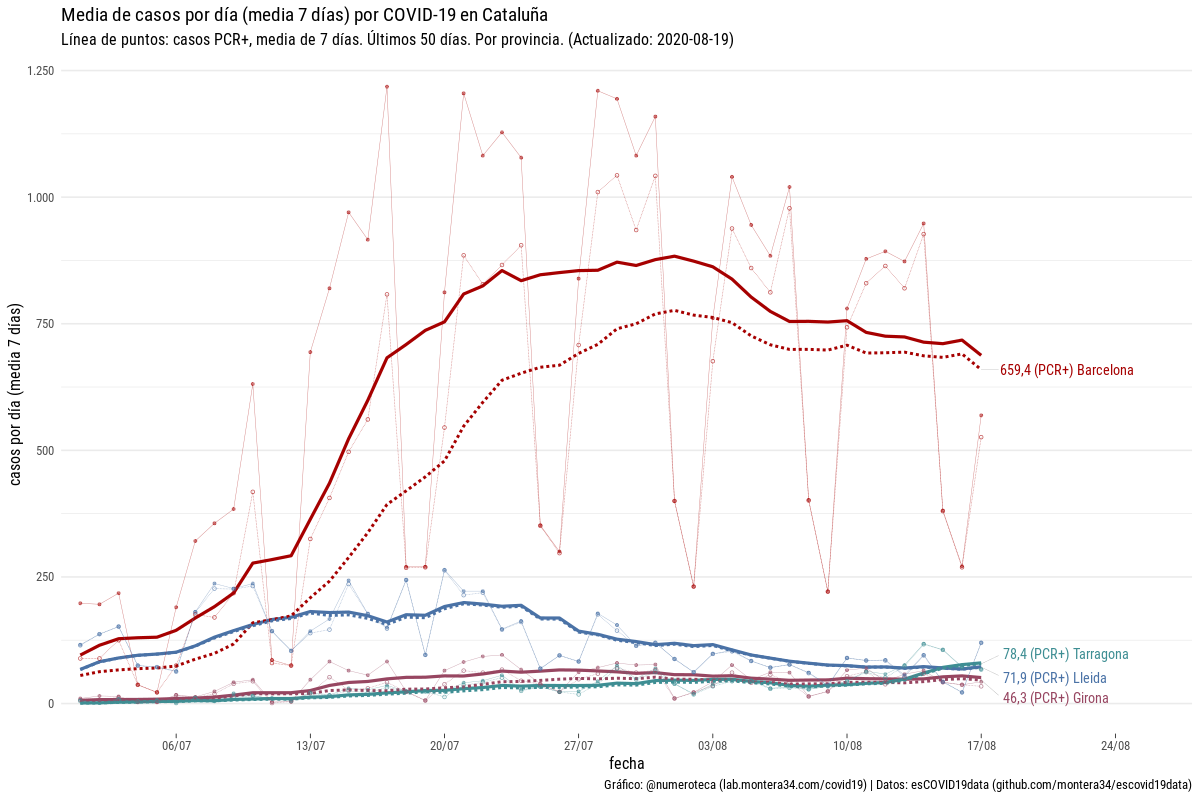 Media de casos por día (media 7 días) por COVID-19 en Cataluña
Línea de puntos: casos PCR+, media de 7 días. Últimos 50 días. Por provincia. (Actualizado: 2020-08-19)
casos por día (media 7 días)
1.250
1.000
750
500
250
0
659,4 (PCR+) Barcelona
78,4 (PCR+) Tarragona
71,9 (PCR+) Lleida
46,3 (PCR+) Girona
06/07 13/07 20/07 27/07 03/08 10/08 17/08 24/08
fecha
Gráfico: @numeroteca (lab.montera34.com/covid19) | Datos: esCOVID19data (github.com/montera34/escovid19data)